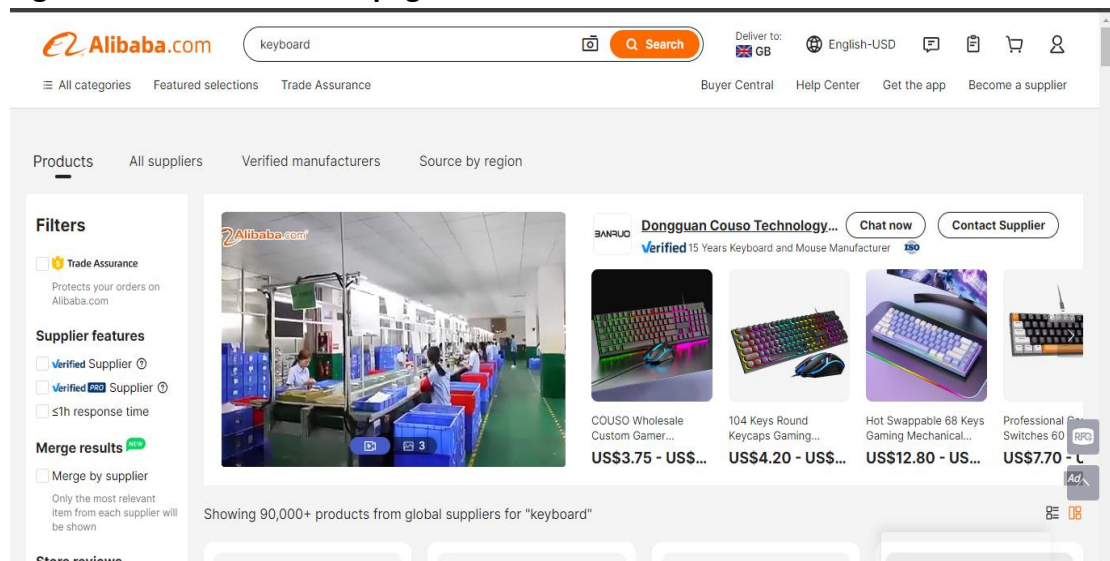 Alibaba.com
keyboard
Search
Deliver to:
GB
English-USD
All categories Featured selections Trade Assurance
Buyer Central Help Center Get the app Become a supplier
Products All suppliers Verified manufacturers Source by region
Filters
Trade Assurance
Protects your orders on
Alibaba.com
Supplier features
Verified Supplier
Verified PRO Supplier
≤1h response time
Merge results NEW
Merge by supplier
Only the most relevant
item from each supplier will
be shown
Store reviews
Alibaba.com
3
BANRUO
Dongguan Couso Technology... Chat now Contact Supplier
Verified 15 Years Keyboard and Mouse Manufacturer ISO
COUSO Wholesale
Custom Gamer...
US$3.75 - US$...
104 Keys Round
Keycaps Gaming...
US$4.20 - US$...
Hot Swappable 68 Keys
Gaming Mechanical...
US$12.80 - US...
Professional
Switches 60
US$7.70 -
RFQ
Ad
Showing 90,000+ products from global suppliers for "keyboard"